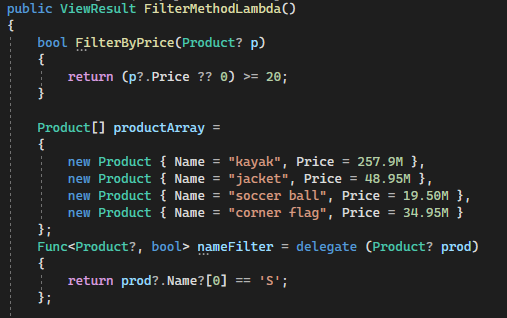 public ViewResult FilterMethodLambda()
{
bool FilterByPrice(Product? p)
{
return (p?.Price ?? 0) >= 20;
}
Product[] productArray =
{
new Product { Name = "kayak", Price = 257.9M },
new Product { Name = "jacket", Price = 48.95M },
new Product { Name = "soccer ball", Price = 19.50M },
new Product { Name = "corner flag", Price = 34.95M }
};
Func<Product?, bool> nameFilter = delegate (Product? prod)
{
return prod?.Name?[0] == 'S';
};